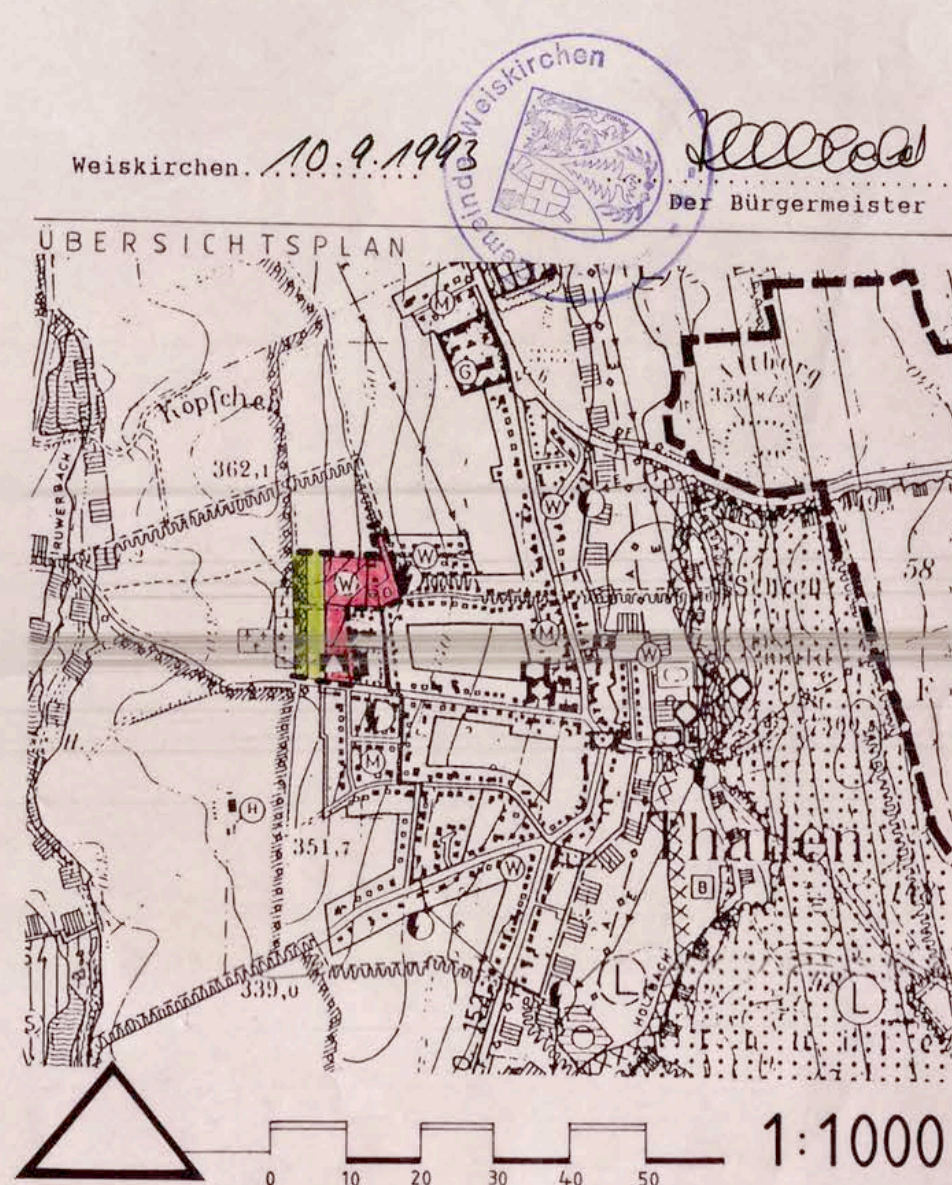 Gemeinde Weiskirchen
Weiskirchen. 10.9.1993
Der Bürgermeister
ÜBERSICHTSPLAN
M
G
Altberg
Köpfchen
362,1
RUWERBACH
W
W
W
58
M
W
M
H
351,7
Thailen
W
B
339,0
L
L
HOLZBACH
1:1000
0 10 20 30 40 50